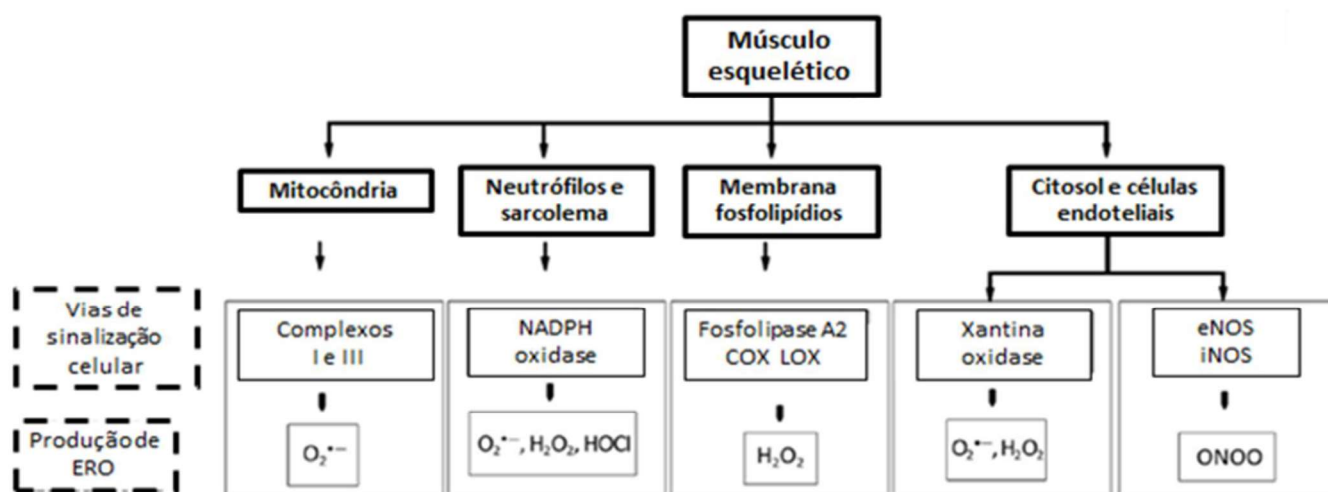 Músculo
esquelético
Mitocôndria
Neutrófilos e
sarcolema
Membrana
fosfolipídios
Citosol e células
endoteliais
Vias de
sinalização
celular
Complexos
I e III
NADPH
oxidase
Fosfolipase A2
COX LOX
Xantina
oxidase
eNOS
iNOS
Produção de
ERO
O₂•−
O₂•−, H₂O₂, HOCl
H₂O₂
O₂•−, H₂O₂
ONOO